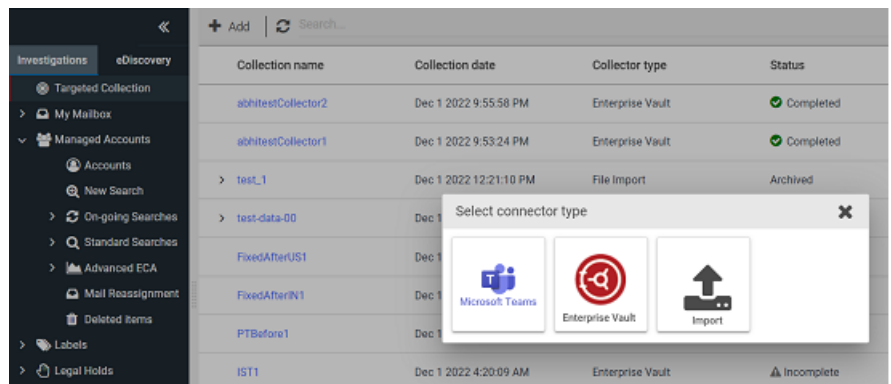 Add
Search...
Investigations eDiscovery
Collection name Collection date Collector type Status
Targeted Collection
abhitestCollector2 Dec 1 2022 9:55:58 PM Enterprise Vault Completed
My Mailbox
Managed Accounts
abhitestCollector1 Dec 1 2022 9:53:24 PM Enterprise Vault Completed
Accounts
test_1 Dec 1 2022 12:21:10 PM File Import Archived
New Search
On-going Searches
test-data-00 Dec 1
Select connector type
Standard Searches
FixedAfterUS1 Dec 1
Advanced ECA
Mail Reassignment
FixedAfterIN1 Dec 1
Microsoft Teams
Enterprise Vault
Import
Deleted Items
PTBefore1 Dec 1
Labels
Legal Holds
IST1 Dec 1 2022 4:20:09 AM Enterprise Vault Incomplete